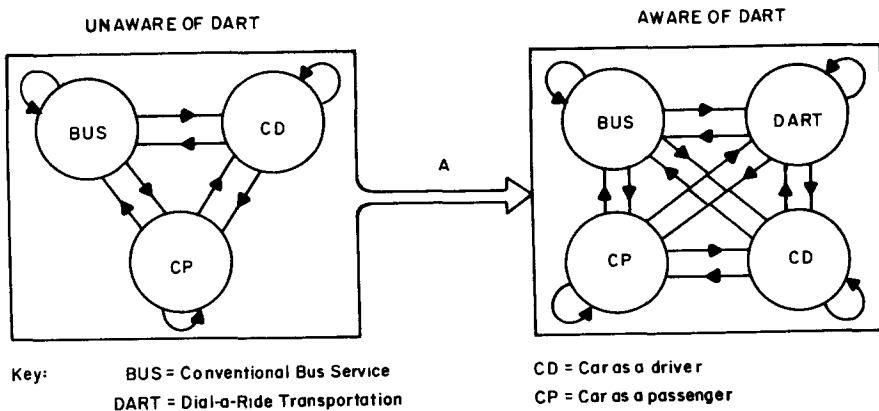 UNAWARE OF DART
AWARE OF DART
BUS
CD
CP
A
BUS
DART
CP
CD
Key:
BUS = Conventional Bus Service
DART = Dial-a-Ride Transportation
CD = Car as a driver
CP = Car as a passenger